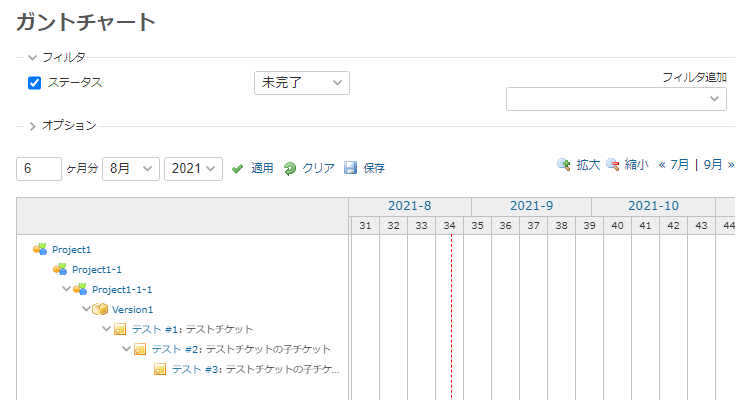 ガントチャート
フィルタ
ステータス 未完了 フィルタ追加
オプション
6 ヶ月分 8月 2021 適用 クリア 保存 拡大 縮小 « 7月 | 9月 »
2021-8 2021-9 2021-10
31 32 33 34 35 36 37 38 39 40 41 42 43 44
Project1
Project1-1
Project1-1-1
Version1
テスト #1: テストチケット
テスト #2: テストチケットの子チケット
テスト #3: テストチケットの子チケ...